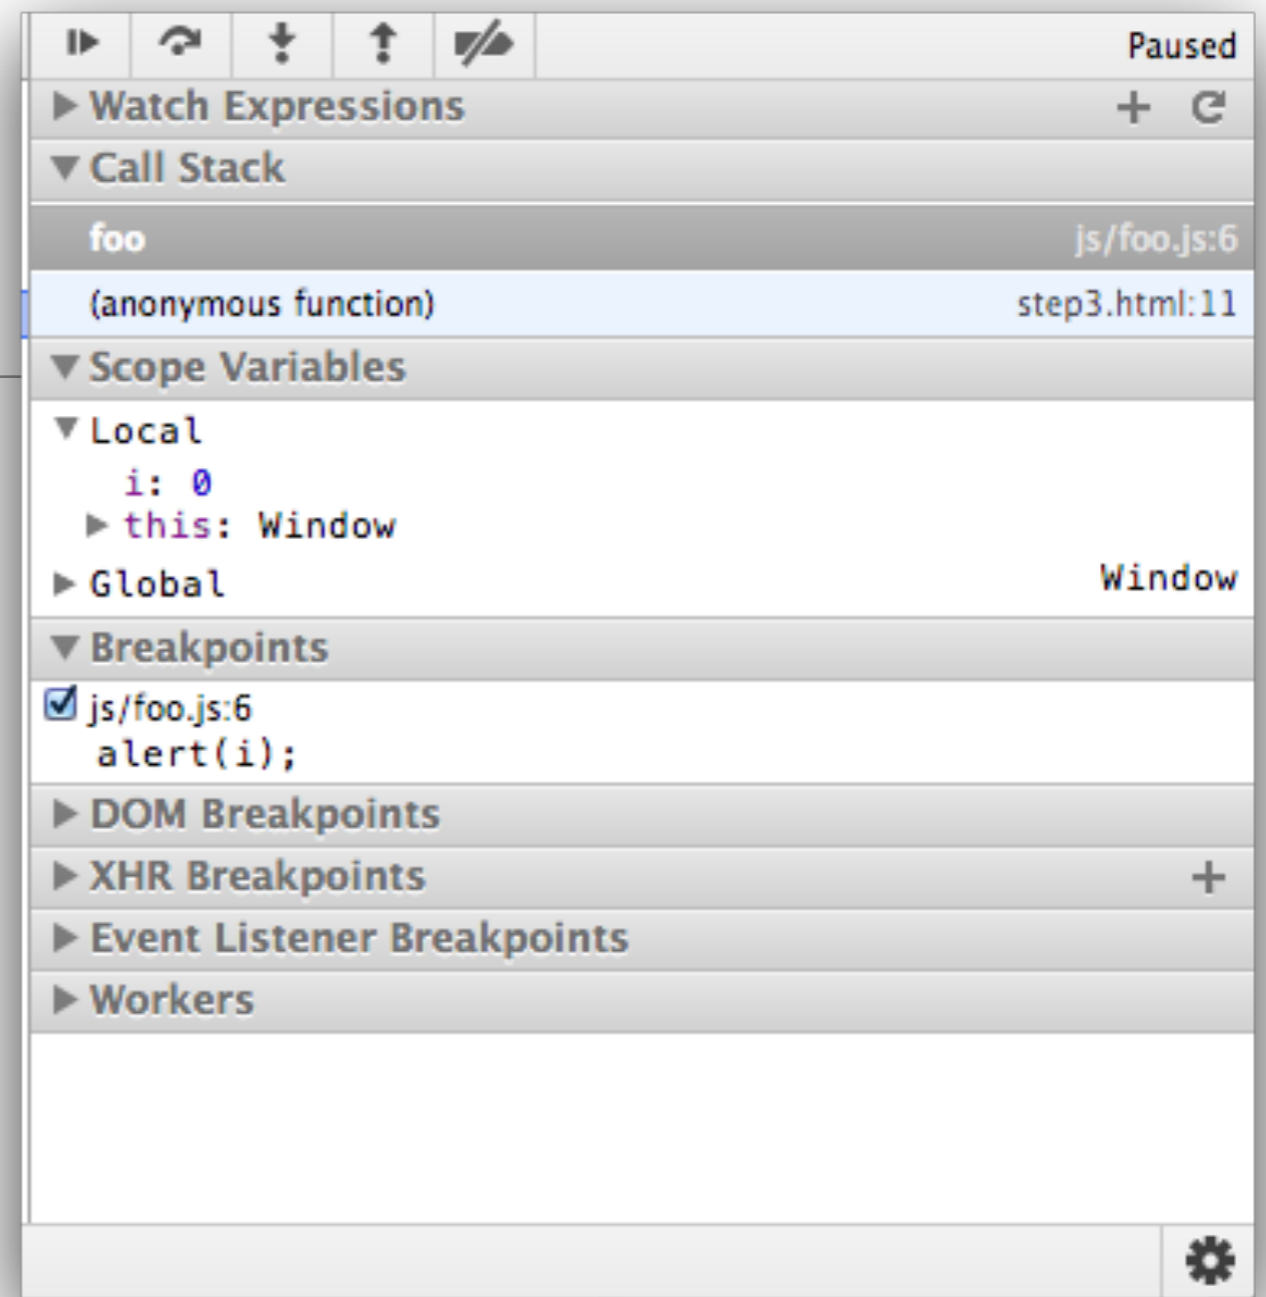 Paused
Watch Expressions
Call Stack
foo js/foo.js:6
(anonymous function) step3.html:11
Scope Variables
Local
i: 0
this: Window
Global Window
Breakpoints
js/foo.js:6
alert(i);
DOM Breakpoints
XHR Breakpoints
Event Listener Breakpoints
Workers